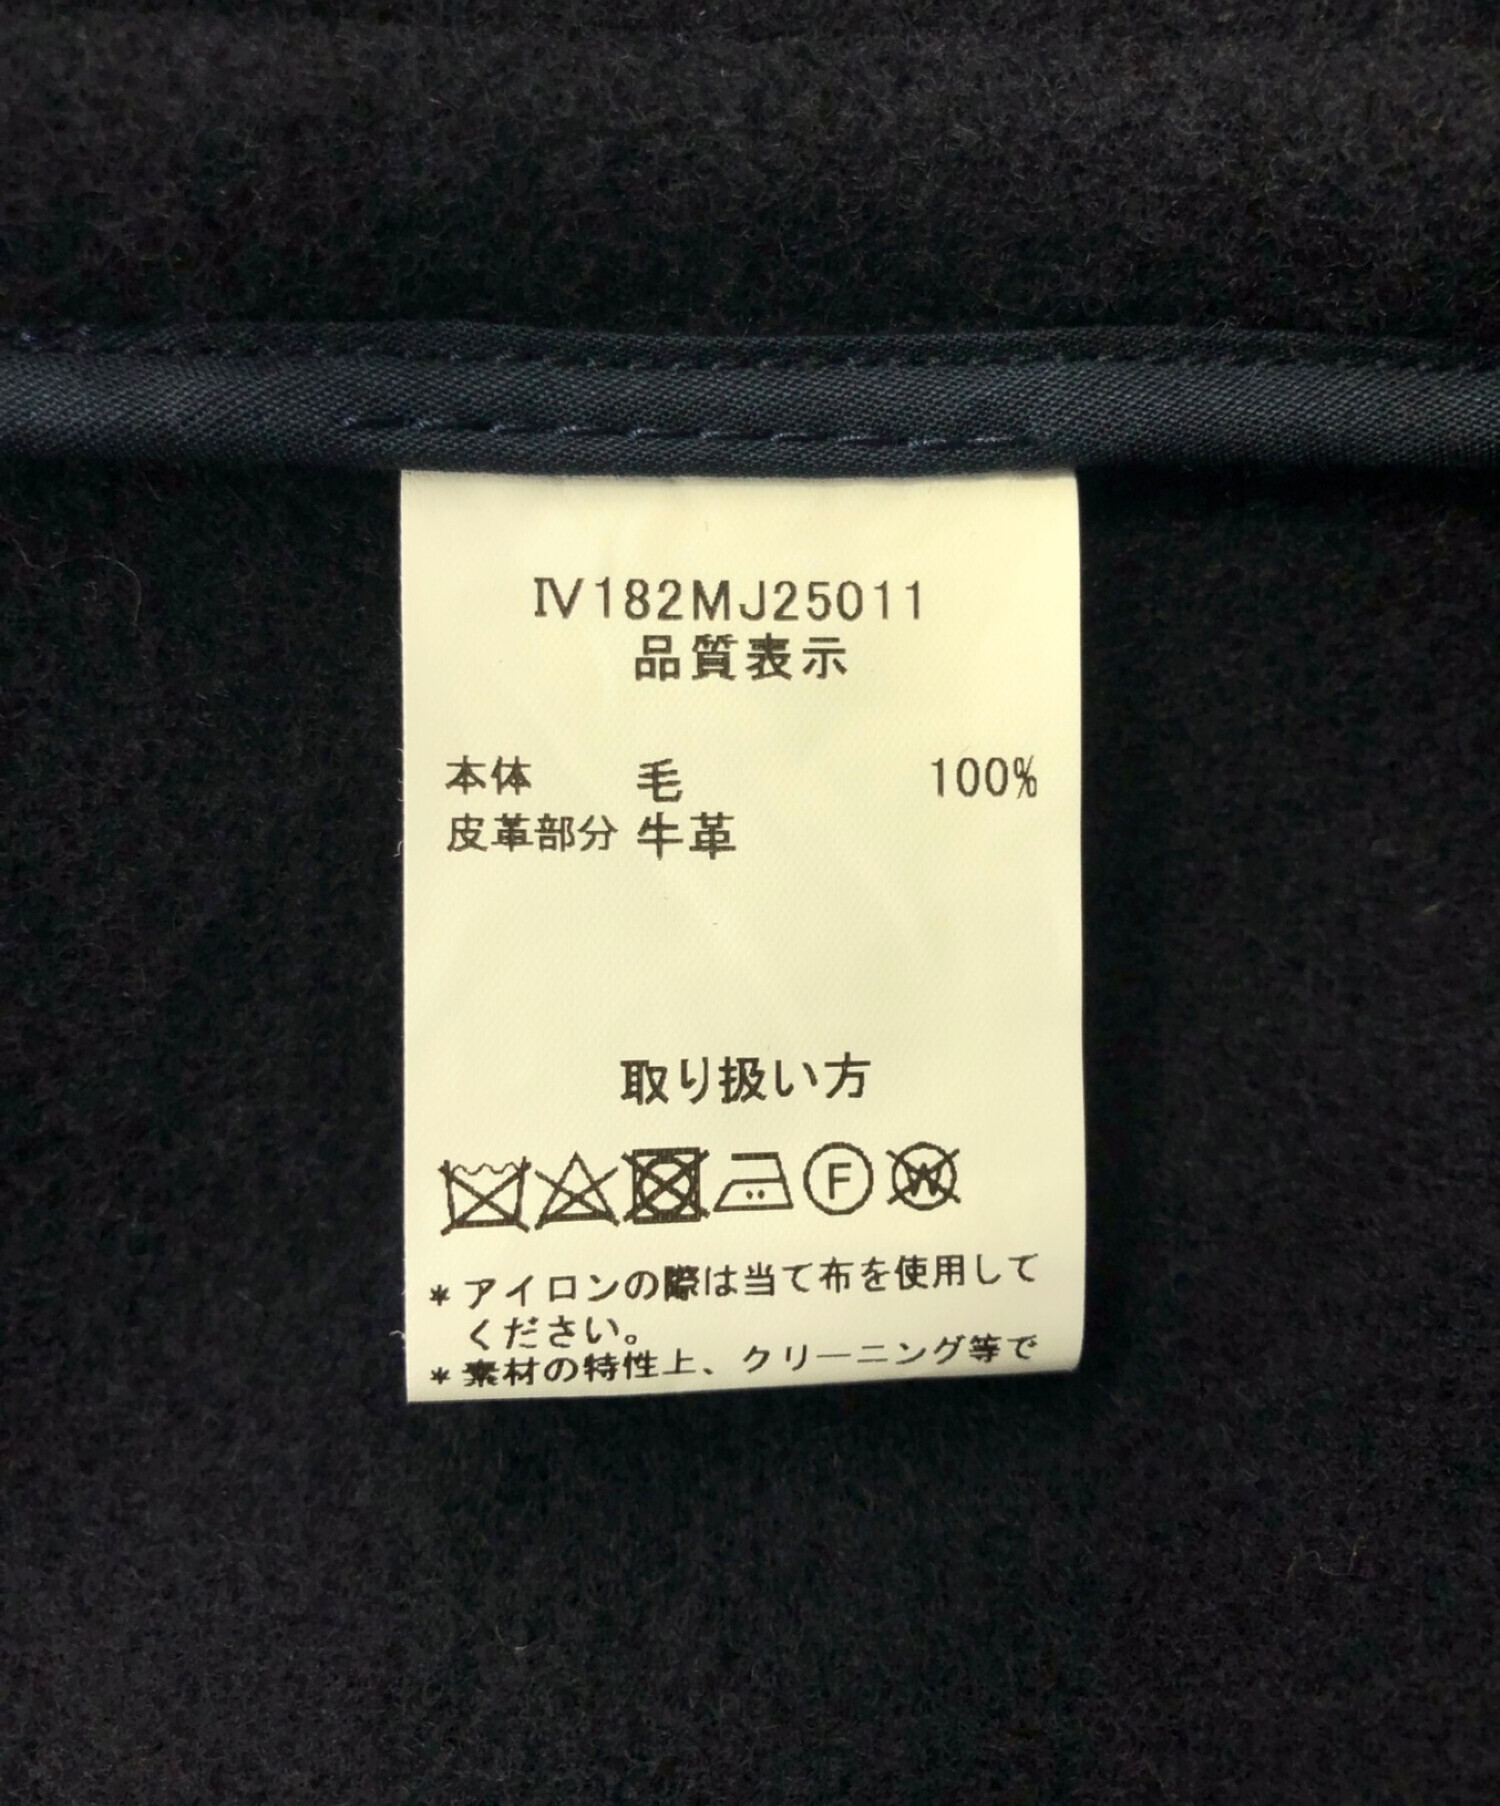 Ⅳ182MJ25011
品質表示
本体 毛 100%
皮革部分 牛革
取り扱い方
F W
*アイロンの際は当て布を使用して
ください。
*素材の特性上、クリーニング等で